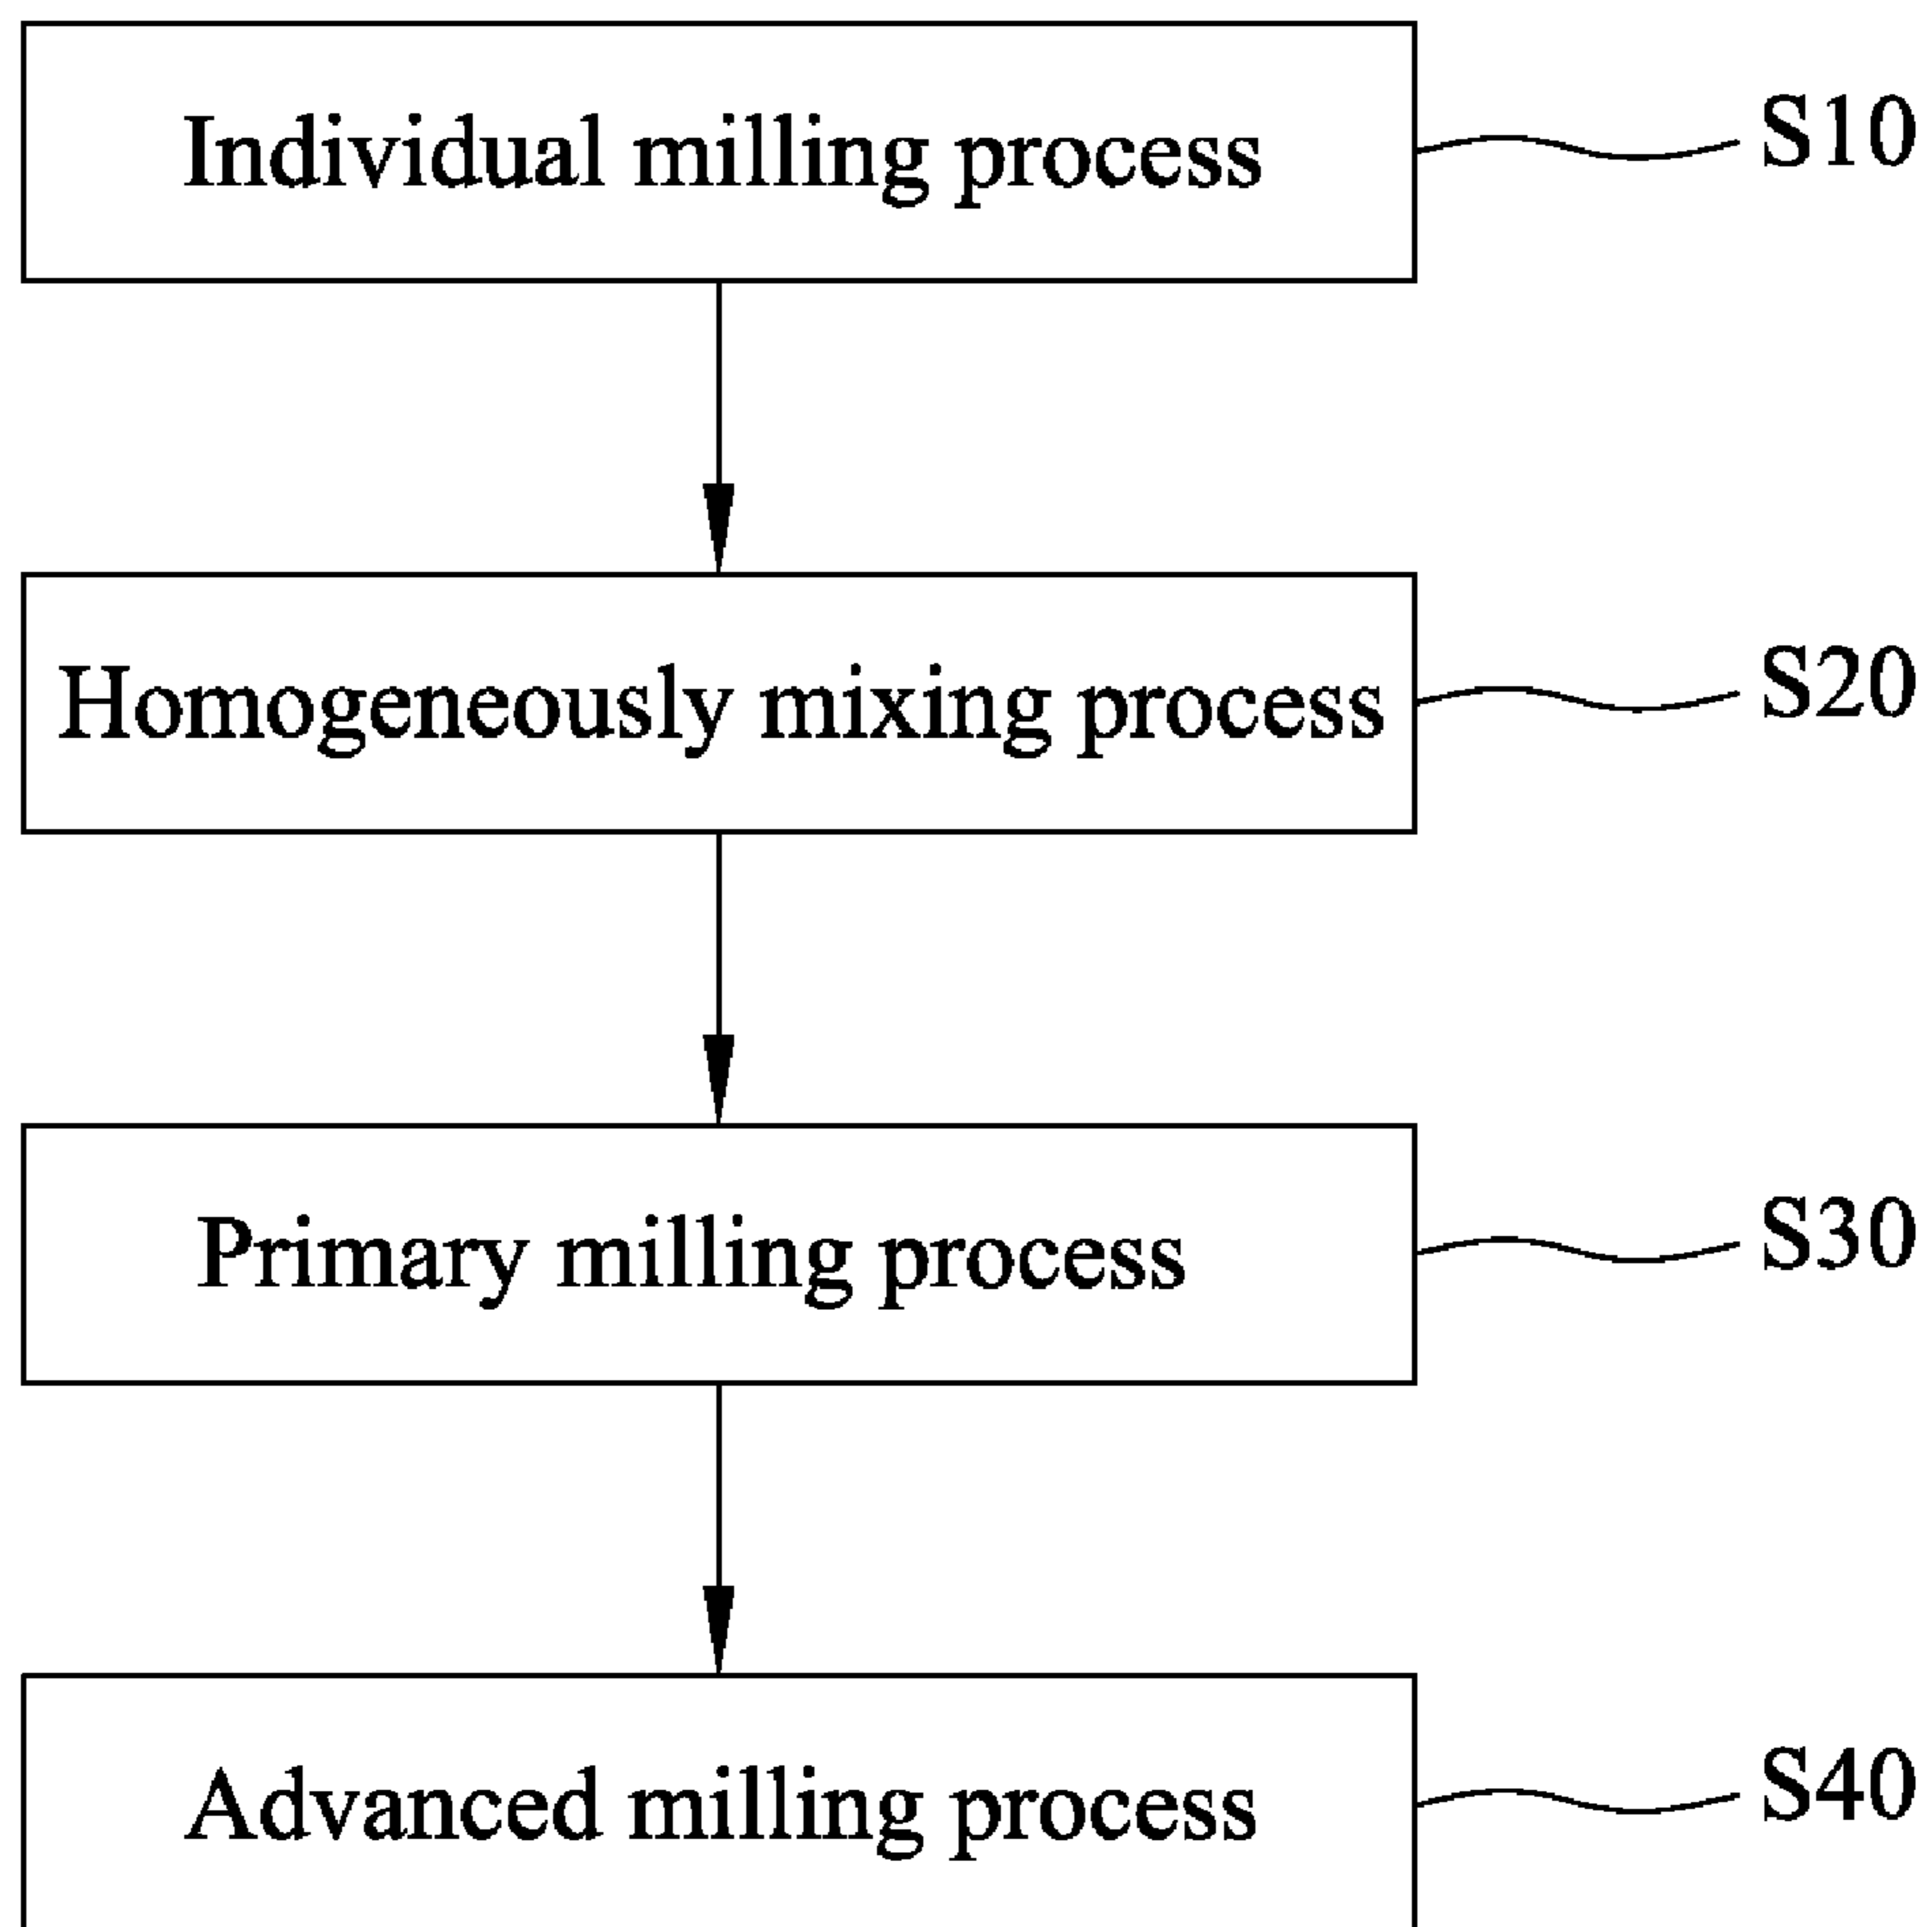 Individual milling process S10
Homogeneously mixing process S20
Primary milling process S30
Advanced milling process S40